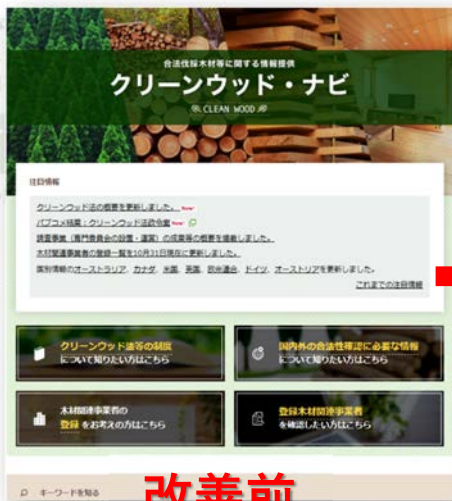 合法伐採木材等に関する情報提供
クリーンウッド・ナビ
CLEAN WOOD
注目情報
クリーンウッド法の概要を更新しました。 New!
パブコメ結果：クリーンウッド法政令案 New!
調査事業（専門委員会の設置・運営）の成果等の概要を掲載しました。
木材関連事業者の登録一覧を10月31日現在に更新しました。
国別情報のオーストラリア、カナダ、米国、英国、欧州連合、ドイツ、オーストリアを更新しました。
これまでの注目情報
クリーンウッド法等の制度
について知りたい方はこちら
国内外の合法性確認に必要な情報
について知りたい方はこちら
木材関連事業者の
登録 をお考えの方はこちら
登録木材関連事業者
を確認したい方はこちら
キーワードを知る
改善前